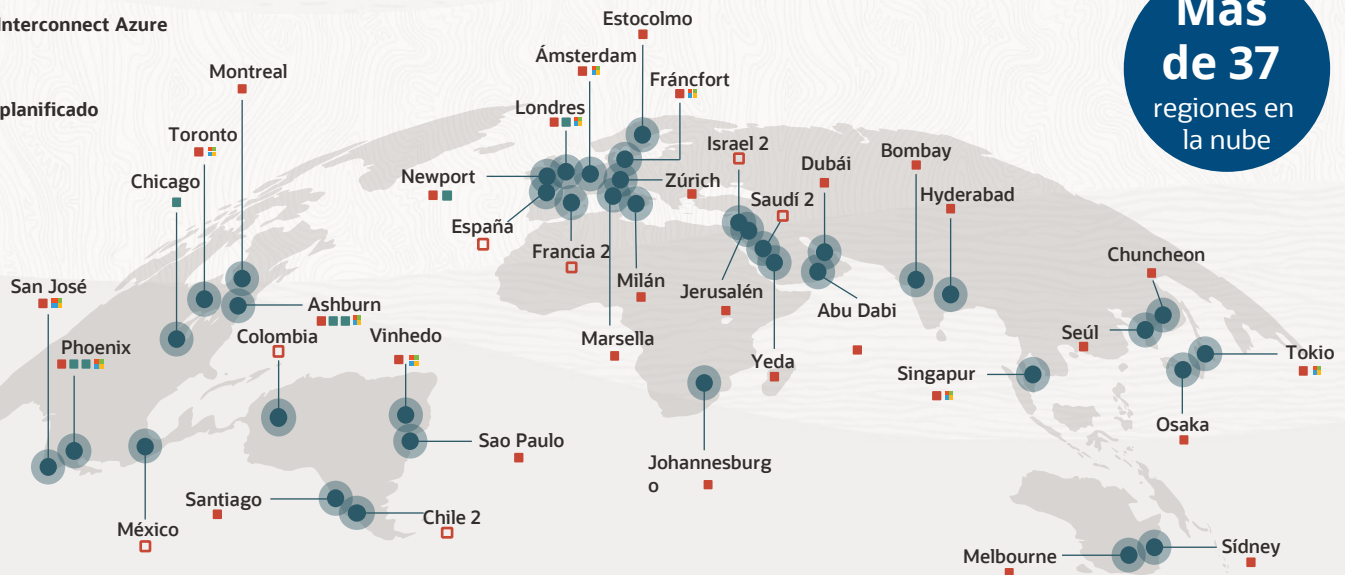 Interconnect Azure
planificado
Más
de 37
regiones en
la nube
Estocolmo
Ámsterdam
Fráncfort
Montreal
Londres
Toronto
Israel 2
Dubái
Bombay
Chicago
Newport
Zúrich
Saudí 2
Hyderabad
España
Francia 2
Chuncheon
San José
Milán
Jerusalén
Ashburn
Abu Dabi
Colombia
Vinhedo
Marsella
Seúl
Phoenix
Yeda
Tokio
Singapur
Osaka
Sao Paulo
Johannesburg
o
Santiago
Chile 2
México
Melbourne
Sídney